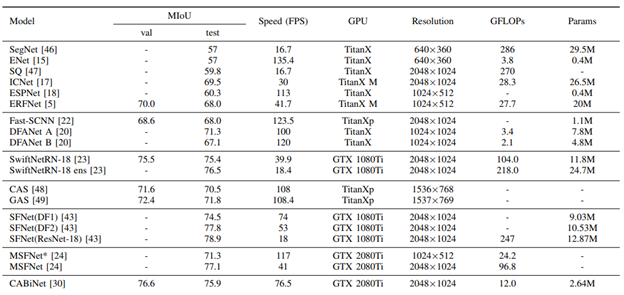 Model MIoU Speed (FPS) GPU Resolution GFLOPs Params
val test
SegNet [46] - 57 16.7 TitanX 640×360 286 29.5M
ENet [15] - 57 135.4 TitanX 640×360 3.8 0.4M
SQ [47] - 59.8 16.7 TitanX 2048×1024 270 -
ICNet [17] - 69.5 30 TitanX M 2048×1024 28.3 26.5M
ESPNet [18] - 60.3 113 TitanX 1024×512 - 0.4M
ERFNet [5] 70.0 68.0 41.7 TitanX M 1024×512 27.7 20M
Fast-SCNN [22] 68.6 68.0 123.5 TitanXp 2048×1024 - 1.1M
DFANet A [20] - 71.3 100 TitanX 1024×1024 3.4 7.8M
DFANet B [20] - 67.1 120 TitanX 1024×1024 2.1 4.8M
SwiftNetRN-18 [23] 75.5 75.4 39.9 GTX 1080Ti 2048×1024 104.0 11.8M
SwiftNetRN-18 ens [23] - 76.5 18.4 GTX 1080Ti 2048×1024 218.0 24.7M
CAS [48] 71.6 70.5 108 TitanXp 1536×768 - -
GAS [49] 72.4 71.8 108.4 TitanXp 1537×769 - -
SFNet(DF1) [43] - 74.5 74 GTX 1080Ti 2048×1024 - 9.03M
SFNet(DF2) [43] - 77.8 53 GTX 1080Ti 2048×1024 - 10.53M
SFNet(ResNet-18) [43] - 78.9 18 GTX 1080Ti 2048×1024 247 12.87M
MSFNet* [24] - 71.3 117 GTX 2080Ti 1024×512 24.2 -
MSFNet [24] - 77.1 41 GTX 2080Ti 2048×1024 96.8 -
CABiNet [30] 76.6 75.9 76.5 GTX 2080Ti 2048×1024 12.0 2.64M